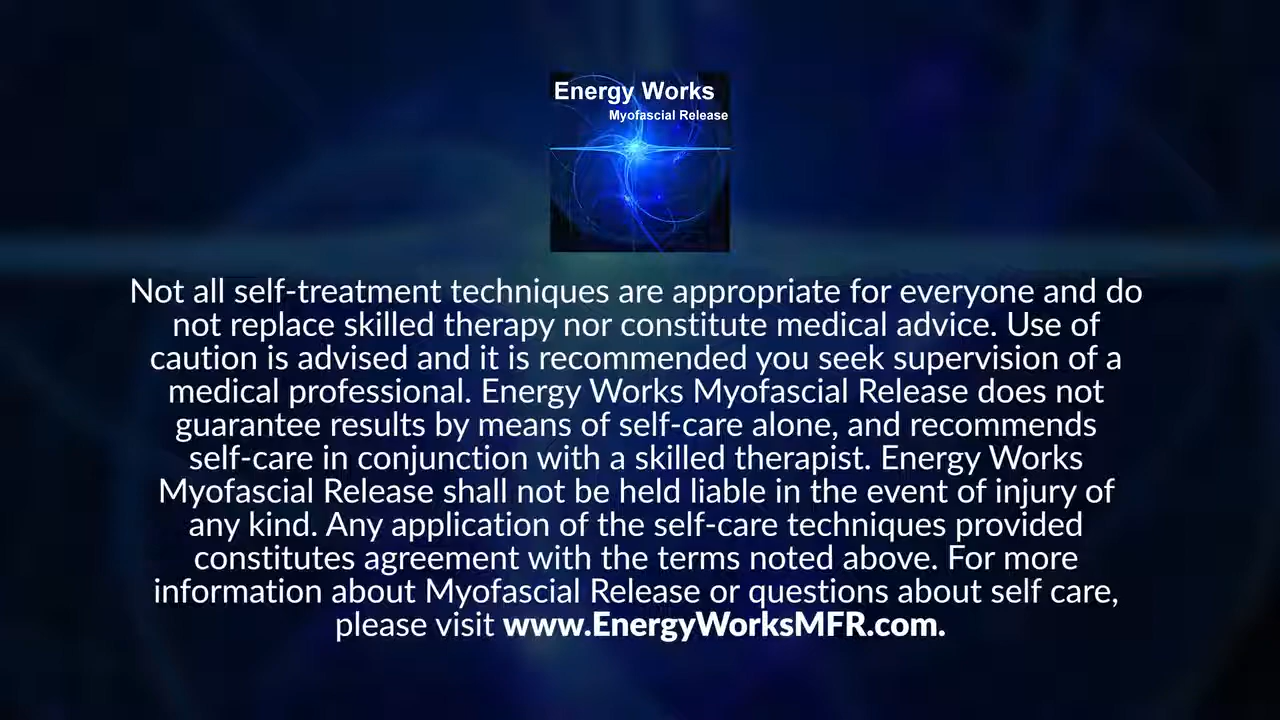 Energy Works
Myofascial Release
Not all self-treatment techniques are appropriate for everyone and do
not replace skilled therapy nor constitute medical advice. Use of
caution is advised and it is recommended you seek supervision of a
medical professional. Energy Works Myofascial Release does not
guarantee results by means of self-care alone, and recommends
self-care in conjunction with a skilled therapist. Energy Works
Myofascial Release shall not be held liable in the event of injury of
any kind. Any application of the self-care techniques provided
constitutes agreement with the terms noted above. For more
information about Myofascial Release or questions about self care,
please visit www.EnergyWorksMFR.com.